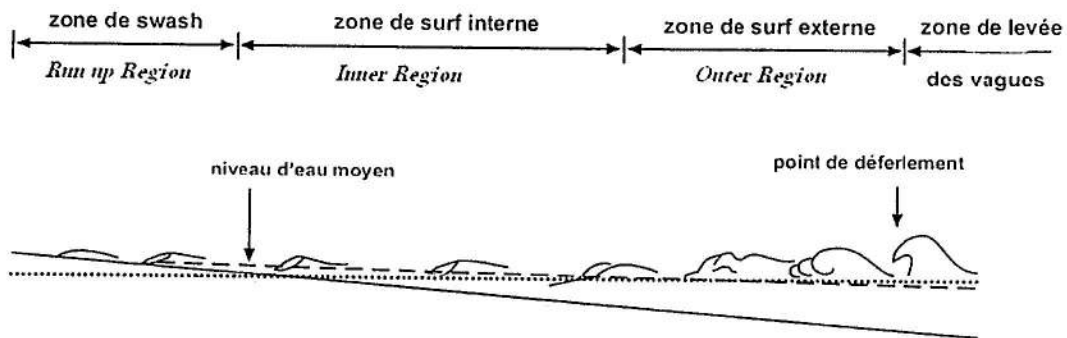 zone de swash
zone de surf interne
zone de surf externe
zone de levée
Run up Region
Inner Region
Outer Region
des vagues
niveau d'eau moyen
point de déferlement